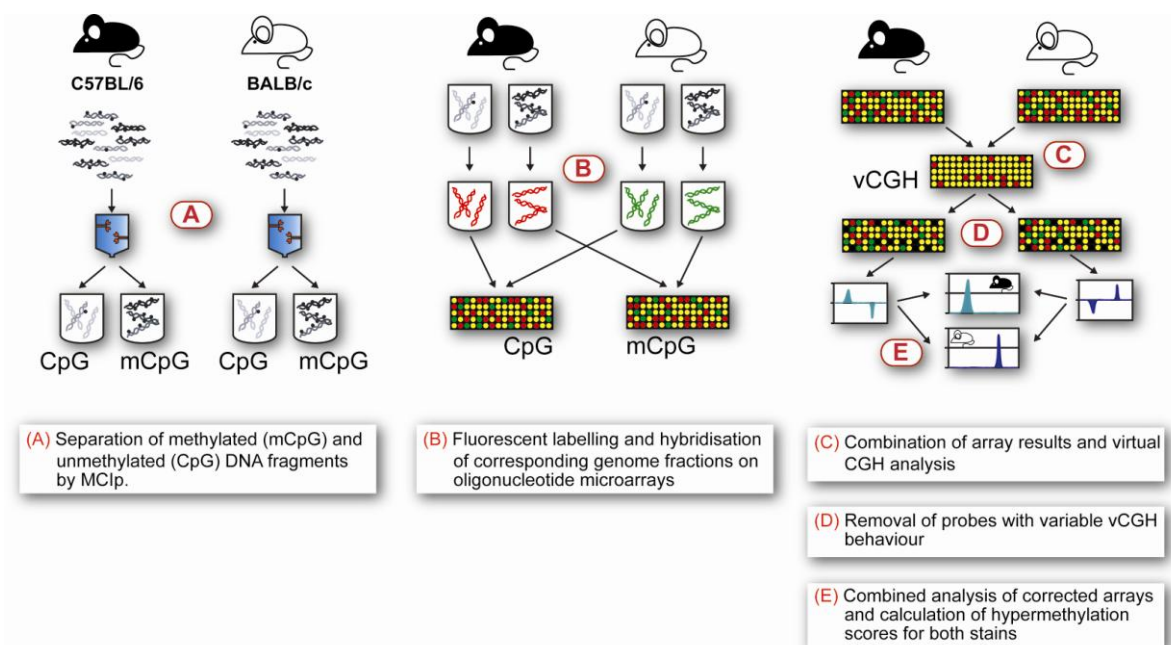 C57BL/6
BALB/c
A
CpG
mCpG
CpG
mCpG
(A) Separation of methylated (mCpG) and
unmethylated (CpG) DNA fragments
by MCIp.
B
CpG
mCpG
(B) Fluorescent labelling and hybridisation
of corresponding genome fractions on
oligonucleotide microarrays
C
vCGH
D
E
(C) Combination of array results and virtual
CGH analysis
(D) Removal of probes with variable vCGH
behaviour
(E) Combined analysis of corrected arrays
and calculation of hypermethylation
scores for both stains